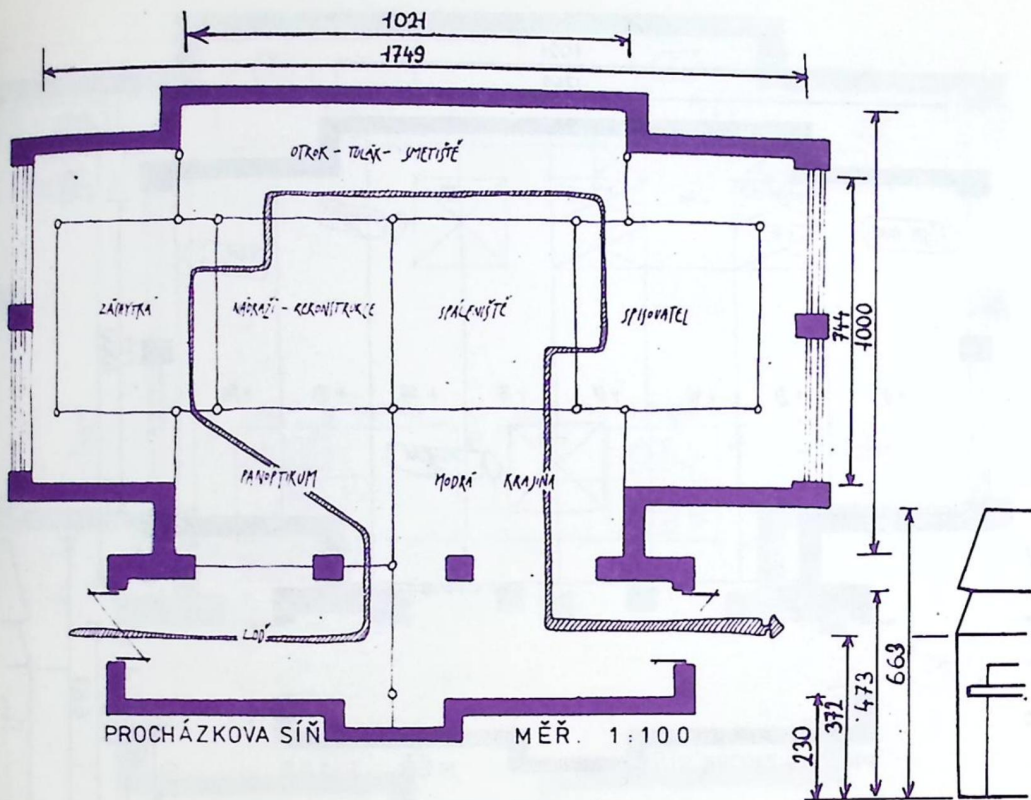 1021
1749
OTROK - TULÁK - SMETIŠTĚ
ZÁHYTRÁ
NÁDRAŽÍ - REKONSTRUKCE
SPÁLENIŠTĚ
SPISOVATEL
744
1000
PANOPTIKUM
MODRÁ KRAJINA
LOĎ
663
473
372
230
PROCHÁZKOVA SÍŇ
MĚŘ. 1:100